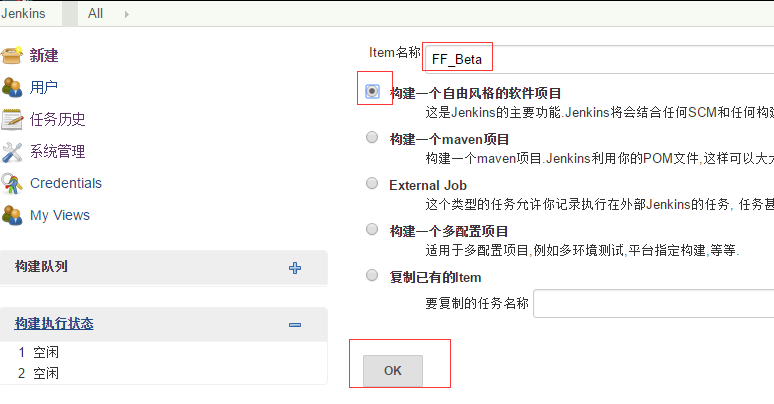 Jenkins All
新建
用户
任务历史
系统管理
Credentials
My Views
构建队列
构建执行状态
1 空闲
2 空闲
Item名称 FF_Beta
构建一个自由风格的软件项目
这是Jenkins的主要功能.Jenkins将会结合任何SCM和任何构建
构建一个maven项目
构建一个maven项目.Jenkins利用你的POM文件,这样可以大大
External Job
这个类型的任务允许你记录执行在外部Jenkins的任务, 任务甚
构建一个多配置项目
适用于多配置项目,例如多环境测试,平台指定构建,等等.
复制已有的Item
要复制的任务名称
OK